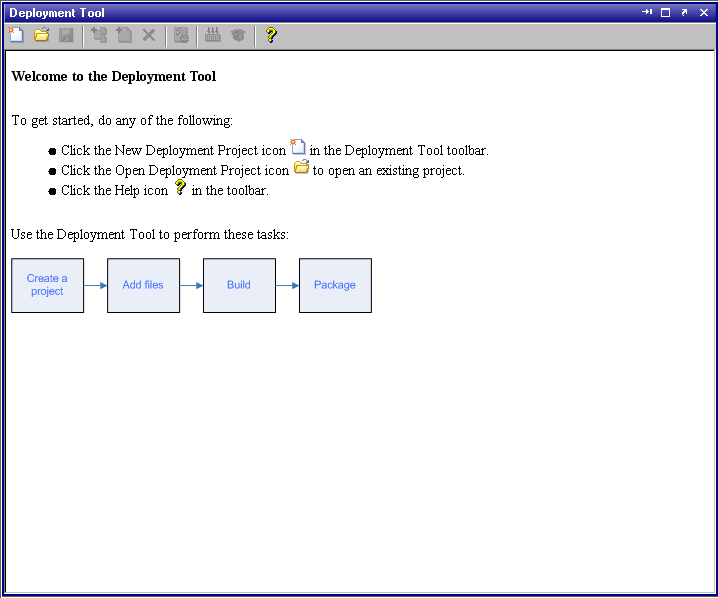 Deployment Tool
Welcome to the Deployment Tool
To get started, do any of the following:
Click the New Deployment Project icon in the Deployment Tool toolbar.
Click the Open Deployment Project icon to open an existing project.
Click the Help icon ? in the toolbar.
Use the Deployment Tool to perform these tasks:
Create a
project
Add files
Build
Package